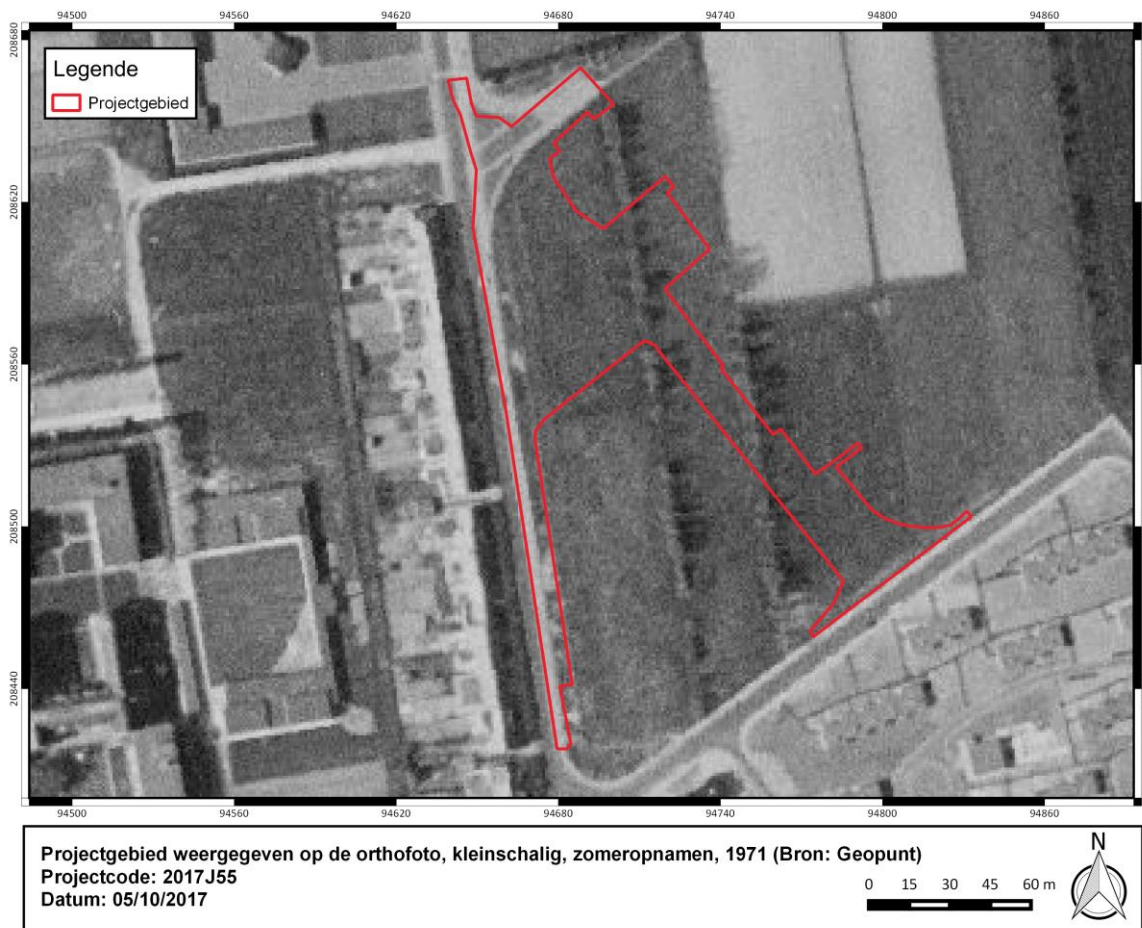 94500 94560 94620 94680 94740 94800 94860
208680
208620
208560
208500
208440
Legende
Projectgebied
94500 94560 94620 94680 94740 94800 94860
Projectgebied weergegeven op de orthofoto, kleinschalig, zomeropnamen, 1971 (Bron: Geopunt)
Projectcode: 2017J55
Datum: 05/10/2017
0 15 30 45 60 m
N